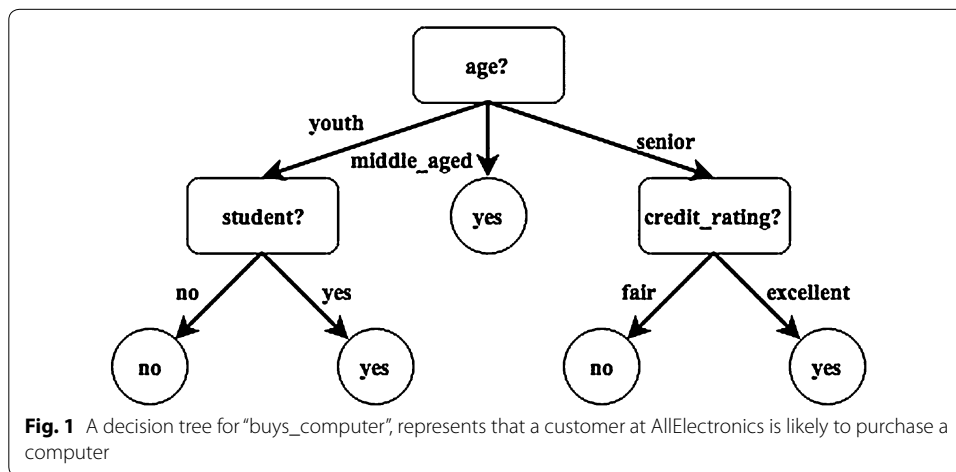 age?
youth
middle_aged
senior
student?
yes
credit_rating?
no
yes
fair
excellent
no
yes
no
yes
Fig. 1 A decision tree for “buys_computer”, represents that a customer at AllElectronics is likely to purchase a
computer